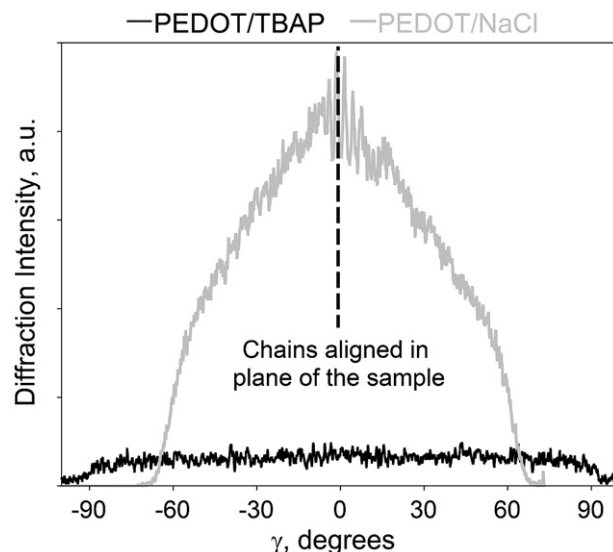 PEDOT/TBAP PEDOT/NaCl
Diffraction Intensity, a.u.
Chains aligned in
plane of the sample
-90 -60 -30 0 30 60 90
γ, degrees